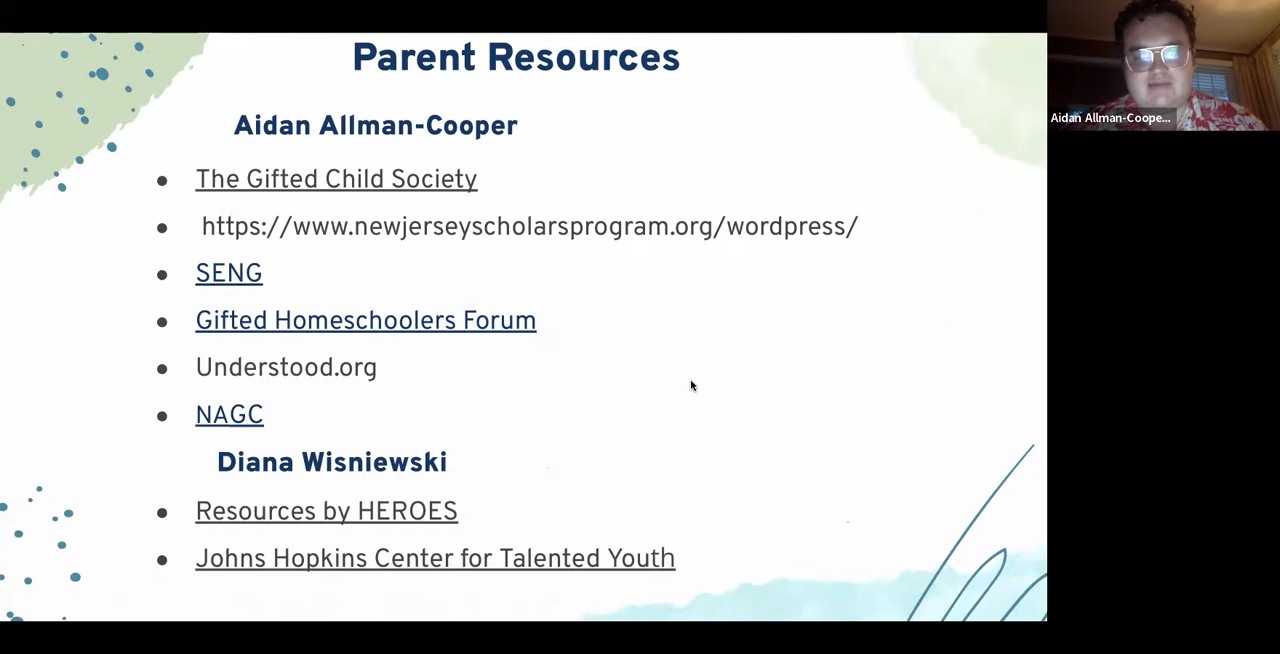 Parent Resources
Aidan Allman-Cooper
The Gifted Child Society
https://www.newjerseyscholarsprogram.org/wordpress/
SENG
Gifted Homeschoolers Forum
Understood.org
NAGC
Diana Wisniewski
Resources by HEROES
Johns Hopkins Center for Talented Youth
Aidan Allman-Coope...